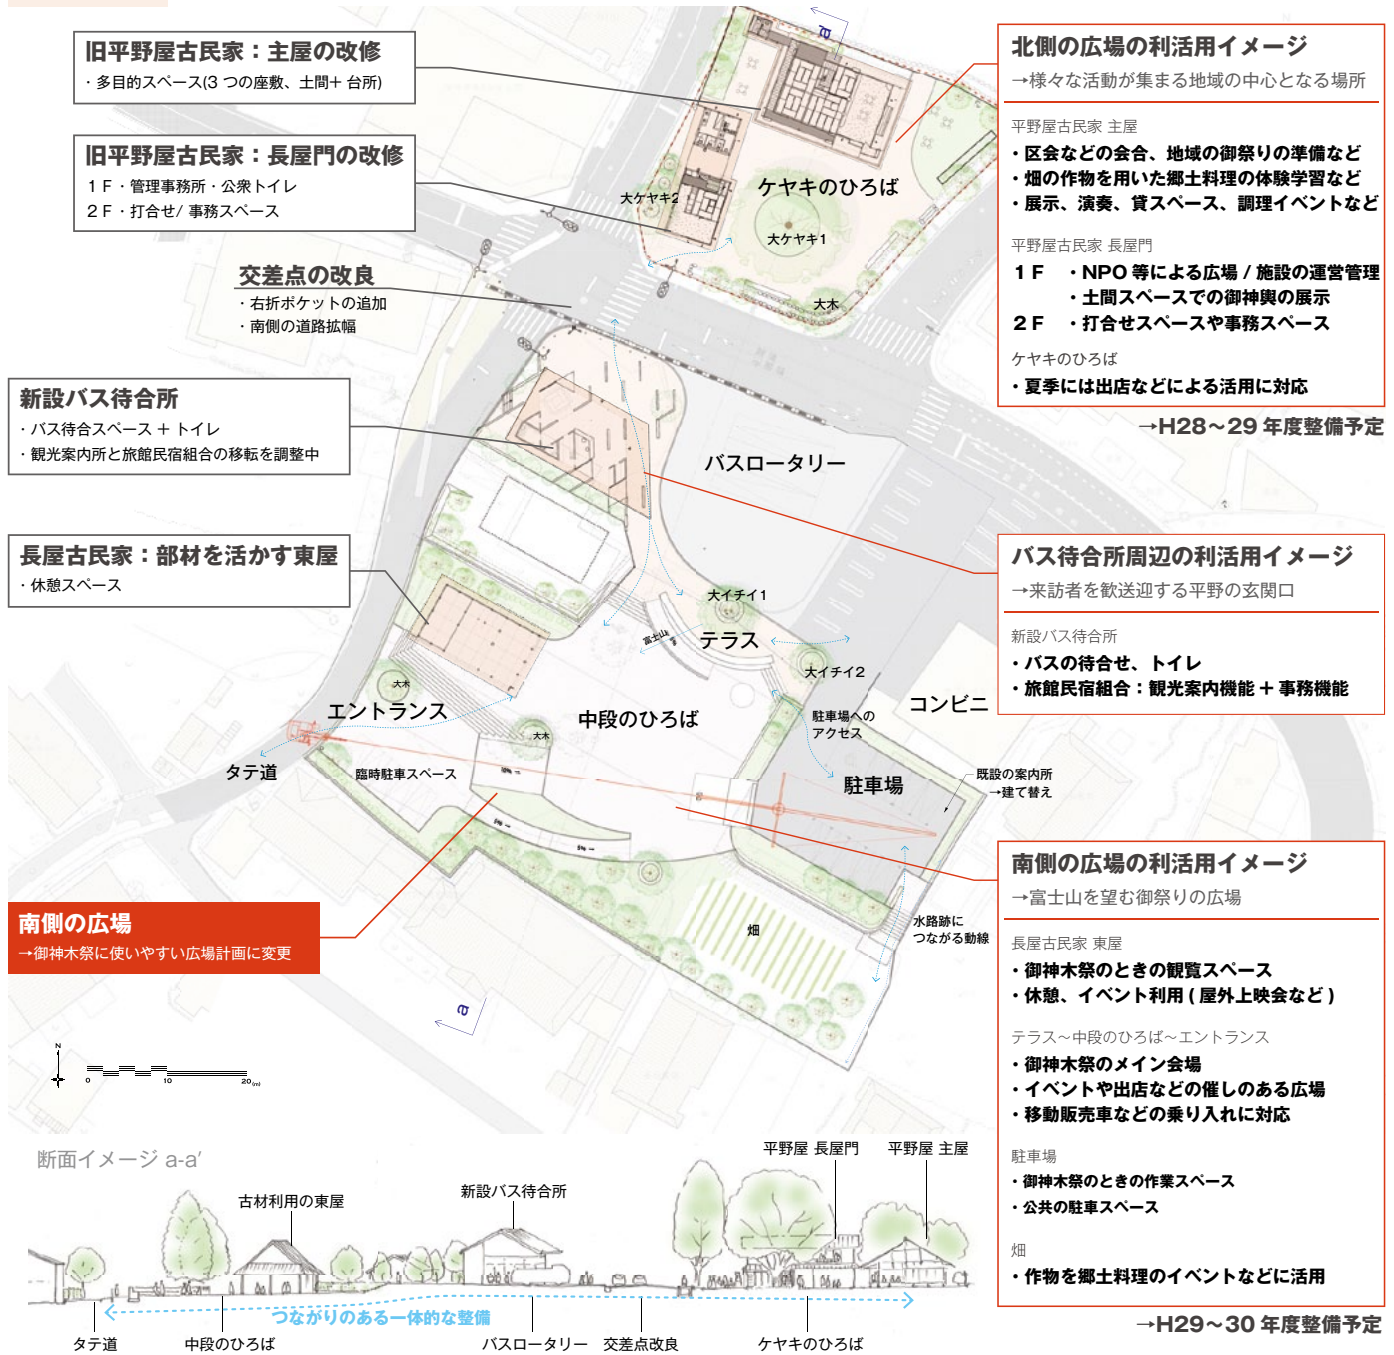 旧平野屋古民家：主屋の改修
・多目的スペース(3 つの座敷、土間＋ 台所)
旧平野屋古民家：長屋門の改修
1 F・管理事務所・公衆トイレ
2 F・打合せ/ 事務スペース
交差点の改良
・右折ポケットの追加
・南側の道路拡幅
新設バス待合所
・バス待合スペース ＋ トイレ
・観光案内所と旅館民宿組合の移転を調整中
長屋古民家：部材を活かす東屋
・休憩スペース
南側の広場
→御神木祭に使いやすい広場計画に変更
a'
ケヤキのひろば
大ケヤキ2
大ケヤキ1
大木
バスロータリー
大イチイ1
テラス
富士山
大イチイ2
コンビニ
大木
エントランス
中段のひろば
駐車場への
アクセス
大木
タテ道
臨時駐車スペース
駐車場
既設の案内所
→建て替え
10% →
5% →
5% →
畑
水路跡に
つながる動線
a
N
0 10 20(m)
北側の広場の利活用イメージ
→様々な活動が集まる地域の中心となる場所
平野屋古民家 主屋
・区会などの会合、地域の御祭りの準備など
・畑の作物を用いた郷土料理の体験学習など
・展示、演奏、貸スペース、調理イベントなど
平野屋古民家 長屋門
1 F ・NPO 等による広場 / 施設の運営管理
・土間スペースでの御神輿の展示
2 F ・打合せスペースや事務スペース
ケヤキのひろば
・夏季には出店などによる活用に対応
→H28～29 年度整備予定
バス待合所周辺の利活用イメージ
→来訪者を歓送迎する平野の玄関口
新設バス待合所
・バスの待合せ、トイレ
・旅館民宿組合：観光案内機能 ＋ 事務機能
南側の広場の利活用イメージ
→富士山を望む御祭りの広場
長屋古民家 東屋
・御神木祭のときの観覧スペース
・休憩、イベント利用 ( 屋外上映会など )
テラス～中段のひろば～エントランス
・御神木祭のメイン会場
・イベントや出店などの催しのある広場
・移動販売車などの乗り入れに対応
駐車場
・御神木祭のときの作業スペース
・公共の駐車スペース
畑
・作物を郷土料理のイベントなどに活用
→H29～30 年度整備予定
断面イメージ a-a'
古材利用の東屋
新設バス待合所
平野屋 長屋門
平野屋 主屋
つながりのある一体的な整備
タテ道
中段のひろば
バスロータリー
交差点改良
ケヤキのひろば